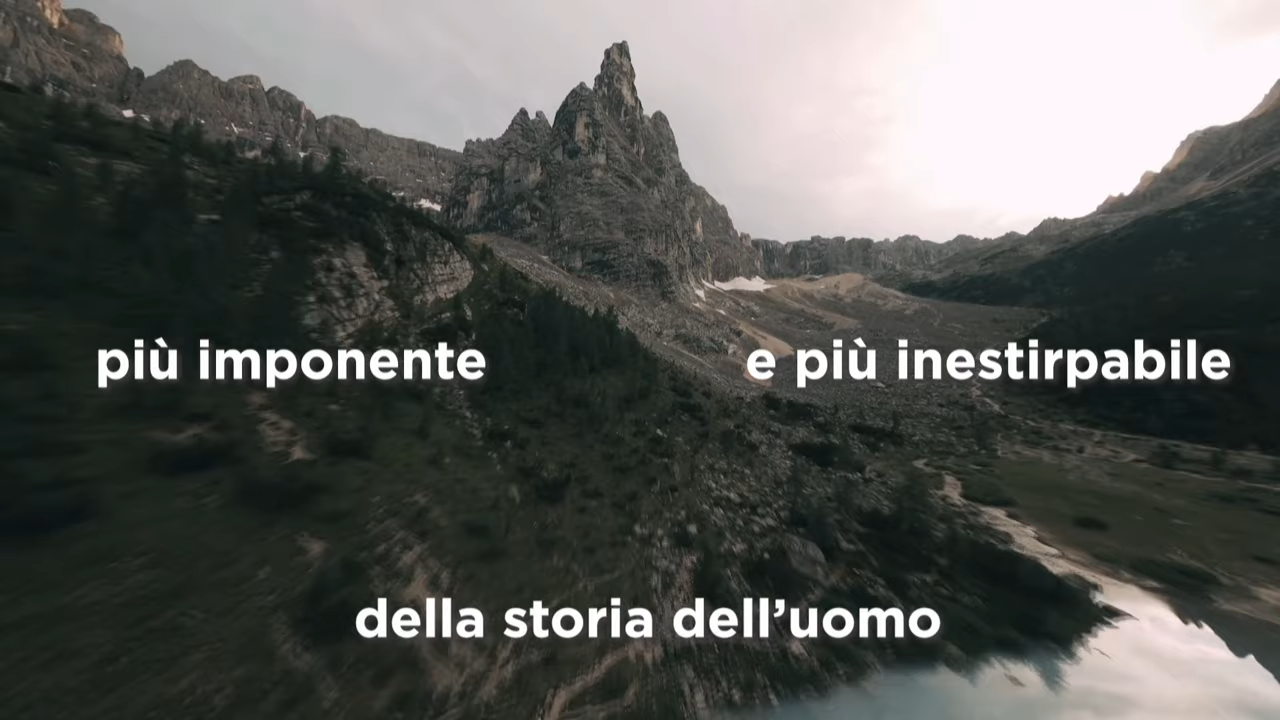 più imponente
e più inestirpabile
della storia dell’uomo